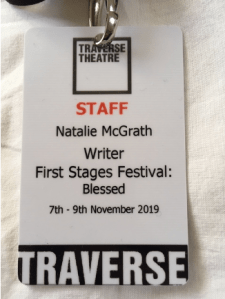 TRAVERSE
THEATRE
STAFF
Natalie McGrath
Writer
First Stages Festival:
Blessed
7th - 9th November 2019
TRAVERSE